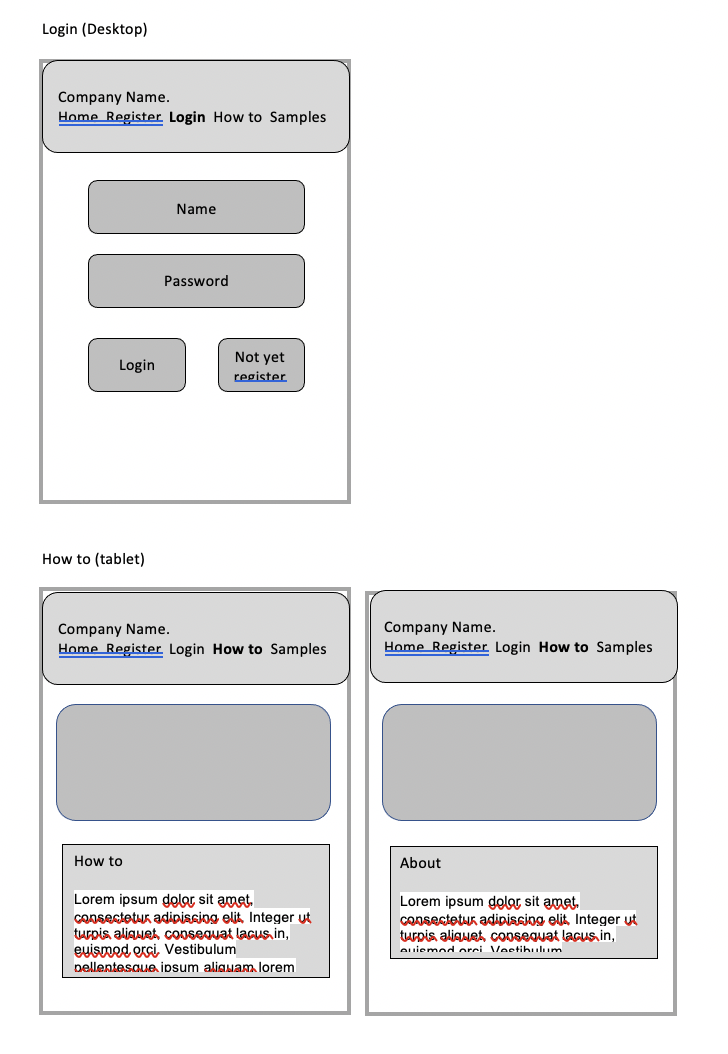 Login (Desktop)
Company Name.
Home Register Login How to Samples
Name
Password
Login
Not yet
register
How to (tablet)
Company Name.
Home Register Login How to Samples
How to
Lorem ipsum dolor sit amet,
consectetur adipiscing elit. Integer ut
turpis aliquet, consequat lacus in,
euismod orci. Vestibulum
pellentesque ipsum aliquam lorem
Company Name.
Home Register Login How to Samples
About
Lorem ipsum dolor sit amet,
consectetur adipiscing elit. Integer ut
turpis aliquet, consequat lacus in,
euismod orci. Vestibulum